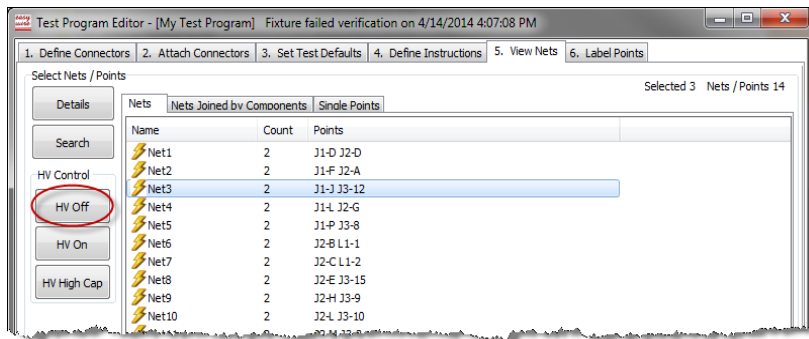 Test Program Editor - [My Test Program] Fixture failed verification on 4/14/2014 4:07:08 PM
1. Define Connectors 2. Attach Connectors 3. Set Test Defaults 4. Define Instructions 5. View Nets 6. Label Points
Select Nets / Points
Selected 3 Nets / Points 14
Details
Search
HV Control
HV Off
HV On
HV High Cap
Nets Nets Joined by Components Single Points
Name Count Points
Net1 2 J1-D J2-D
Net2 2 J1-F J2-A
Net3 2 J1-J J3-12
Net4 2 J1-L J2-G
Net5 2 J1-P J3-8
Net6 2 J2-B L1-1
Net7 2 J2-C L1-2
Net8 2 J2-E J3-15
Net9 2 J2-H J3-9
Net10 2 J2-L J3-10